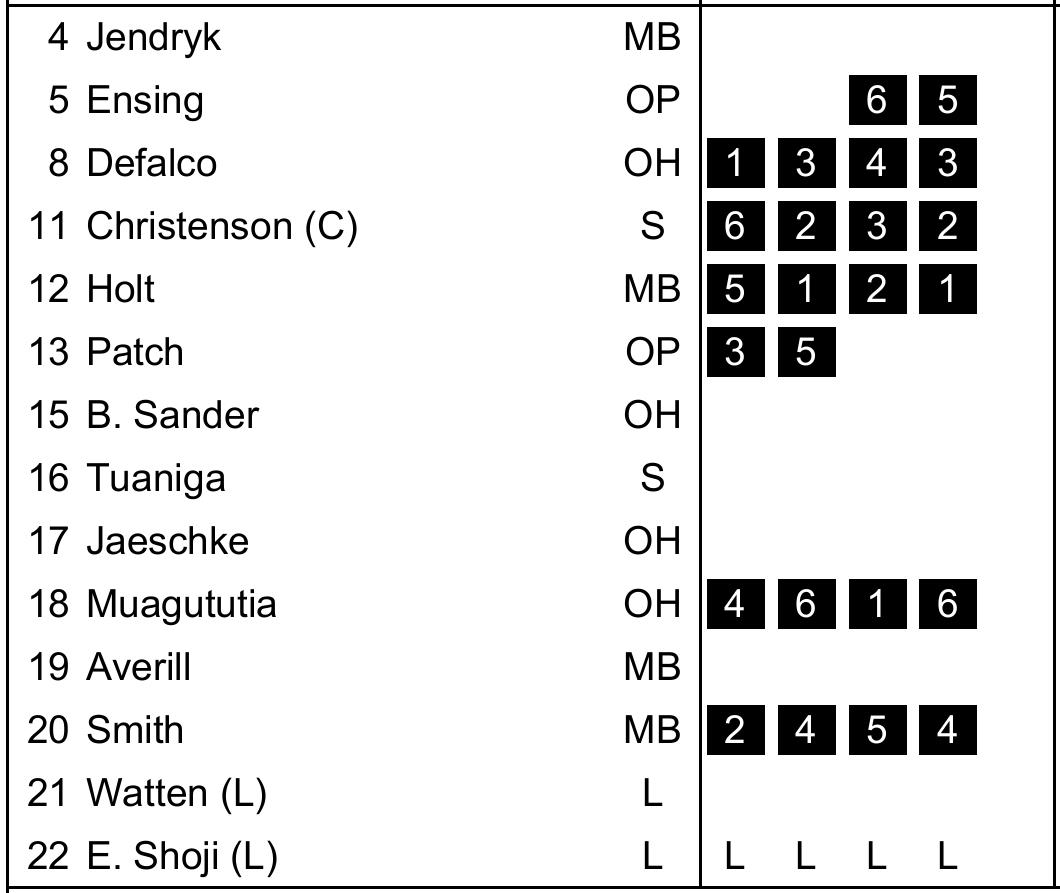 4 Jendryk MB
5 Ensing OP 6 5
8 Defalco OH 1 3 4 3
11 Christenson (C) S 6 2 3 2
12 Holt MB 5 1 2 1
13 Patch OP 3 5
15 B. Sander OH
16 Tuaniga S
17 Jaeschke OH
18 Muagututia OH 4 6 1 6
19 Averill MB
20 Smith MB 2 4 5 4
21 Watten (L) L
22 E. Shoji (L) L L L L L